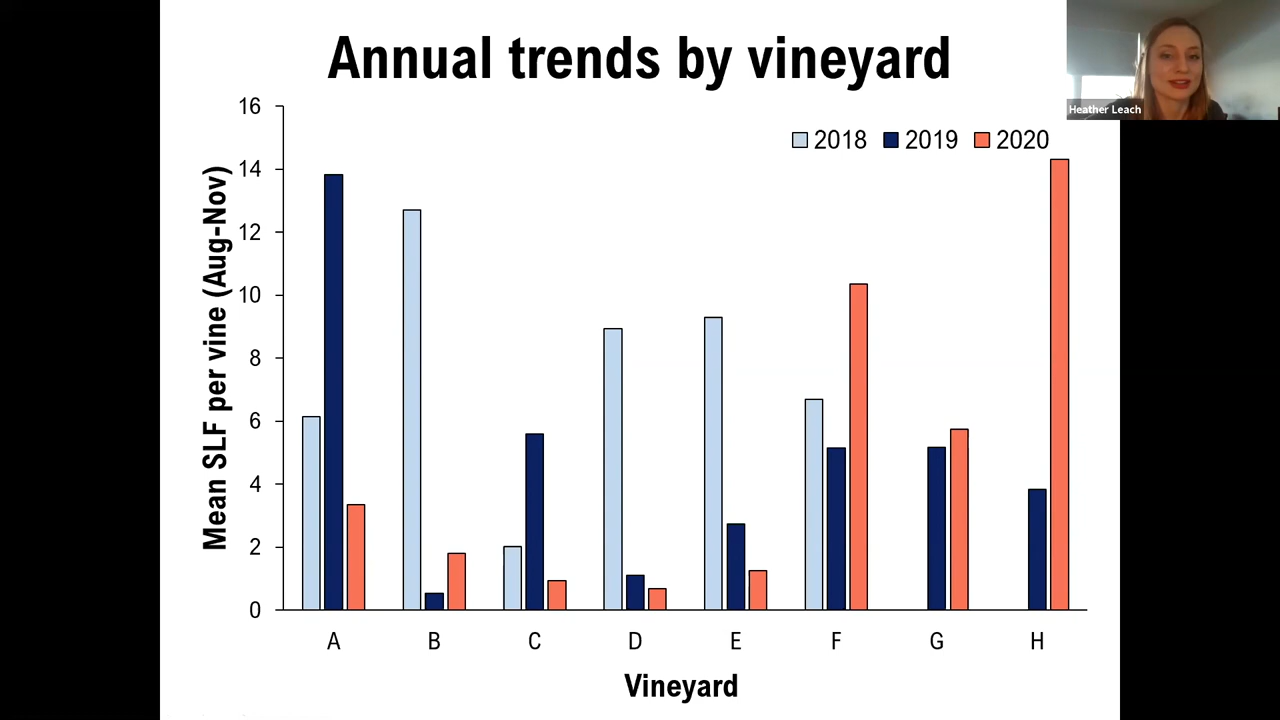 Annual trends by vineyard
Heather Leach
2018 2019 2020
Mean SLF per vine (Aug-Nov)
16
14
12
10
8
6
4
2
0
A B C D E F G H
Vineyard